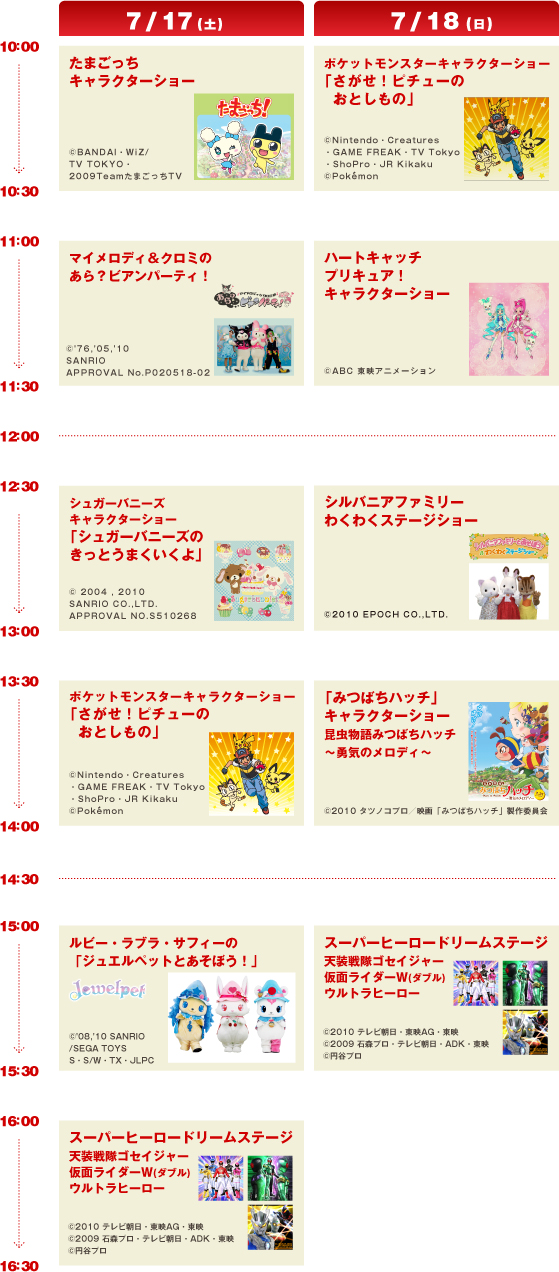 7/17(土)
7/18(日)
10:00
たまごっち
キャラクターショー
たまごっち!
©BANDAI・WiZ/
TV TOKYO・
2009TeamたまごっちTV
ポケットモンスターキャラクターショー
「さがせ！ピチューの
おとしもの」
©Nintendo・Creatures
・GAME FREAK・TV Tokyo
・ShoPro・JR Kikaku
©Pokémon
10:30
11:00
マイメロディ＆クロミの
あら？ビアンパーティ！
©'76,'05,'10
SANRIO
APPROVAL No.P020518-02
ハートキャッチ
プリキュア！
キャラクターショー
©ABC 東映アニメーション
11:30
12:00
12:30
シュガーバニーズ
キャラクターショー
「シュガーバニーズの
きっとうまくいくよ」
© 2004 , 2010
SANRIO CO.,LTD.
APPROVAL NO.S510268
シルバニアファミリー
わくわくステージショー
©2010 EPOCH CO.,LTD.
13:00
13:30
ポケットモンスターキャラクターショー
「さがせ！ピチューの
おとしもの」
©Nintendo・Creatures
・GAME FREAK・TV Tokyo
・ShoPro・JR Kikaku
©Pokémon
「みつばちハッチ」
キャラクターショー
昆虫物語みつばちハッチ
～勇気のメロディ～
©2010 タツノコプロ／映画「みつばちハッチ」製作委員会
14:00
14:30
15:00
ルビー・ラブラ・サフィーの
「ジュエルペットとあそぼう！」
Jewelpet
©'08,'10 SANRIO
/SEGA TOYS
S・S/W・TX・JLPC
スーパーヒーロードリームステージ
天装戦隊ゴセイジャー
仮面ライダーW(ダブル)
ウルトラヒーロー
©2010 テレビ朝日・東映AG・東映
©2009 石森プロ・テレビ朝日・ADK・東映
©円谷プロ
15:30
16:00
スーパーヒーロードリームステージ
天装戦隊ゴセイジャー
仮面ライダーW(ダブル)
ウルトラヒーロー
©2010 テレビ朝日・東映AG・東映
©2009 石森プロ・テレビ朝日・ADK・東映
©円谷プロ
16:30